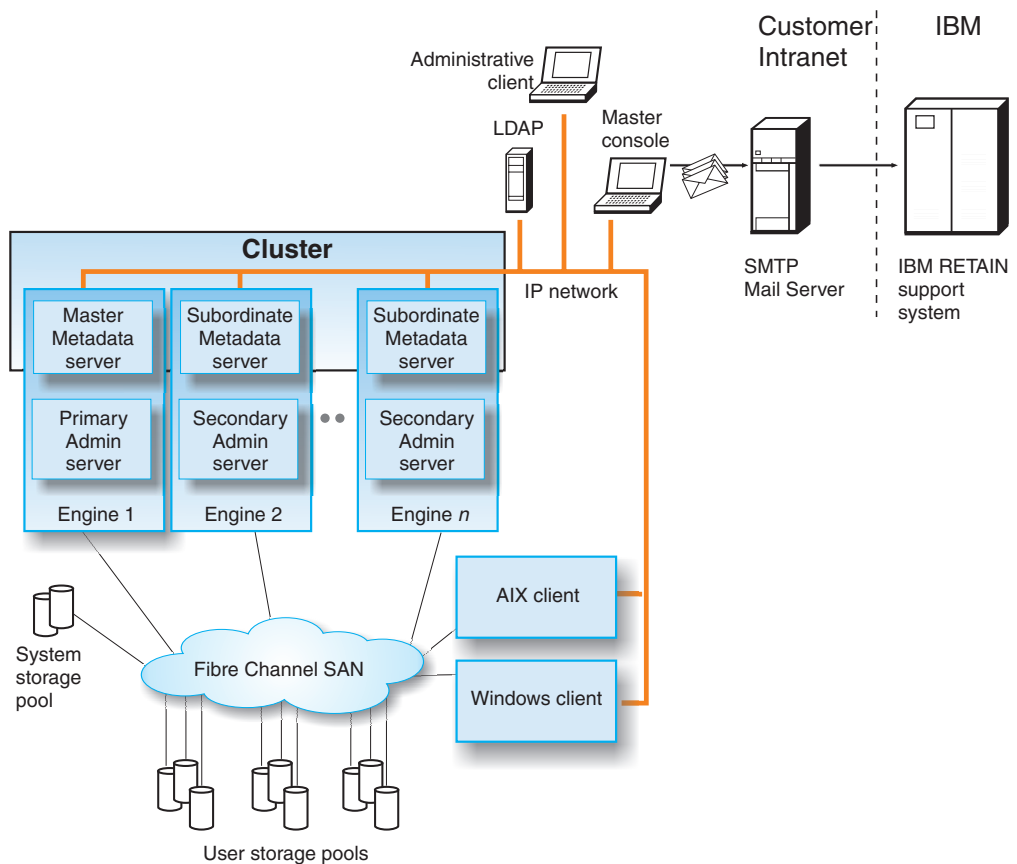 Customer
Intranet
IBM
Administrative
client
LDAP
Master
console
Cluster
IP network
SMTP
Mail Server
IBM RETAIN
support
system
Master
Metadata
server
Subordinate
Metadata
server
Subordinate
Metadata
server
Primary
Admin
server
Secondary
Admin
server
Secondary
Admin
server
Engine 1
Engine 2
Engine n
AIX client
System
storage
pool
Fibre Channel SAN
Windows client
User storage pools